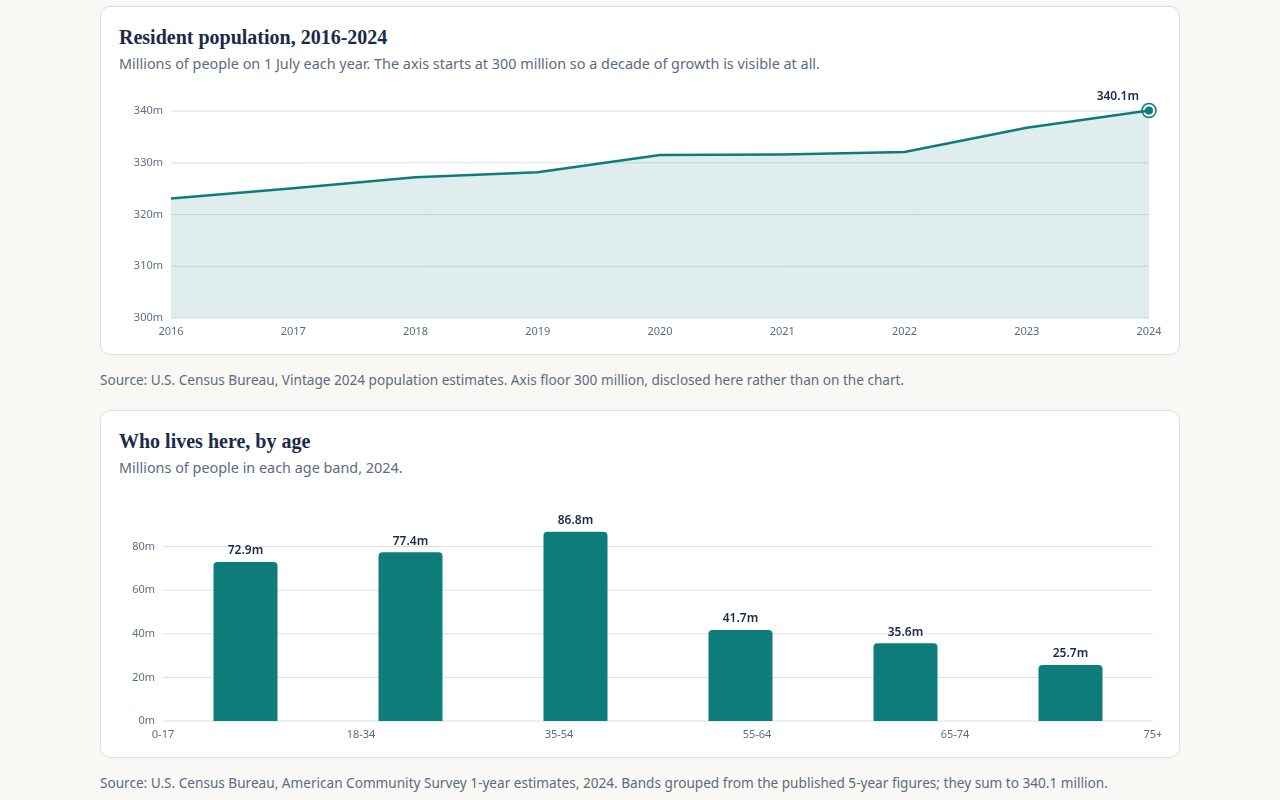 Resident population, 2016-2024
Millions of people on 1 July each year. The axis starts at 300 million so a decade of growth is visible at all.
340.1m
340m
330m
320m
310m
300m
2016 2017 2018 2019 2020 2021 2022 2023 2024
Source: U.S. Census Bureau, Vintage 2024 population estimates. Axis floor 300 million, disclosed here rather than on the chart.
Who lives here, by age
Millions of people in each age band, 2024.
86.8m
77.4m
72.9m
80m
60m
41.7m
40m
35.6m
25.7m
20m
0m
0-17 18-34 35-54 55-64 65-74 75+
Source: U.S. Census Bureau, American Community Survey 1-year estimates, 2024. Bands grouped from the published 5-year figures; they sum to 340.1 million.